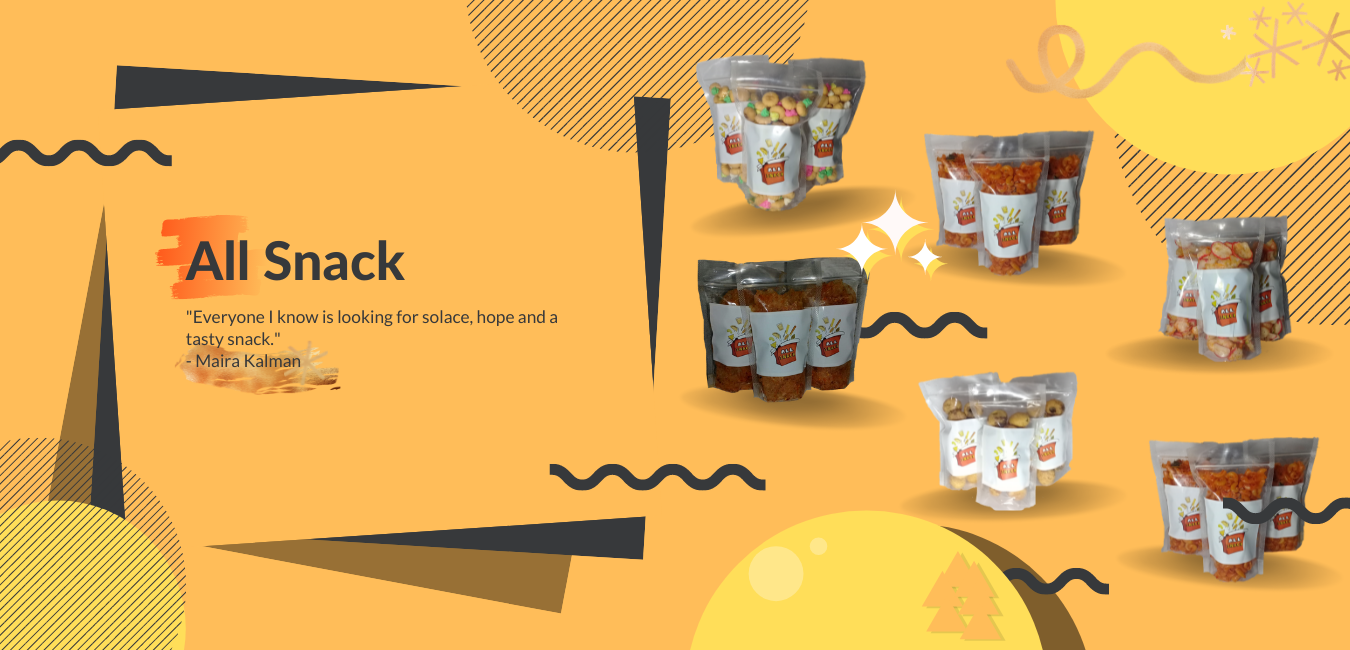 All Snack
"Everyone I know is looking for solace, hope and a
tasty snack."
- Maira Kalman